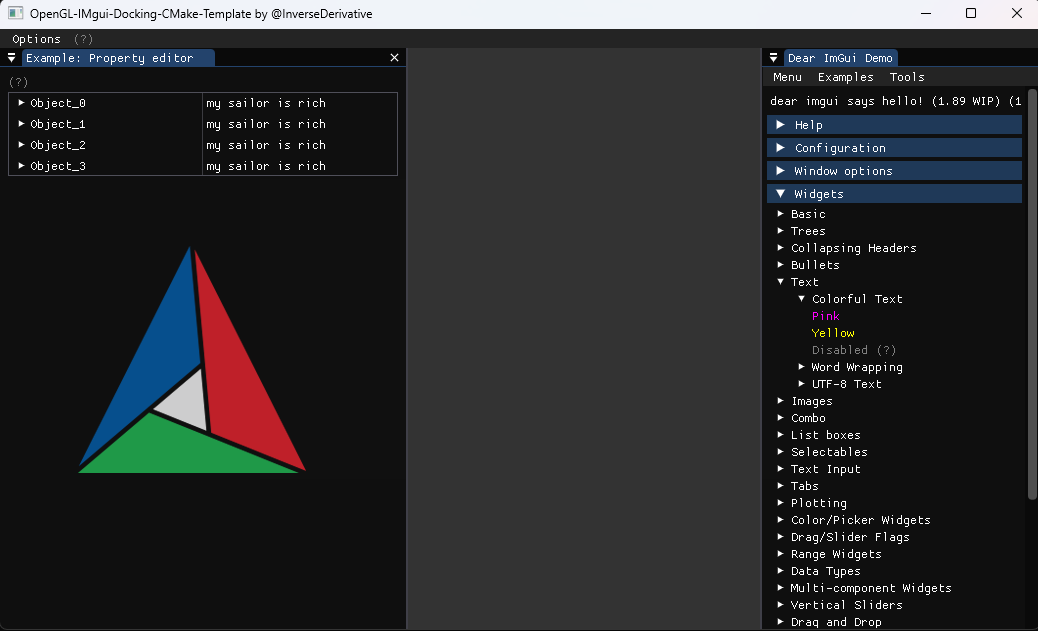 OpenGL-IMgui-Docking-CMake-Template by @InverseDerivative
Options (?)
Example: Property editor
(?)
Object_0 my sailor is rich
Object_1 my sailor is rich
Object_2 my sailor is rich
Object_3 my sailor is rich
Dear ImGui Demo
Menu Examples Tools
dear imgui says hello! (1.89 WIP) (1
Help
Configuration
Window options
Widgets
Basic
Trees
Collapsing Headers
Bullets
Text
Colorful Text
Pink
Yellow
Disabled (?)
Word Wrapping
UTF-8 Text
Images
Combo
List boxes
Selectables
Text Input
Tabs
Plotting
Color/Picker Widgets
Drag/Slider Flags
Range Widgets
Data Types
Multi-component Widgets
Vertical Sliders
Drag and Drop